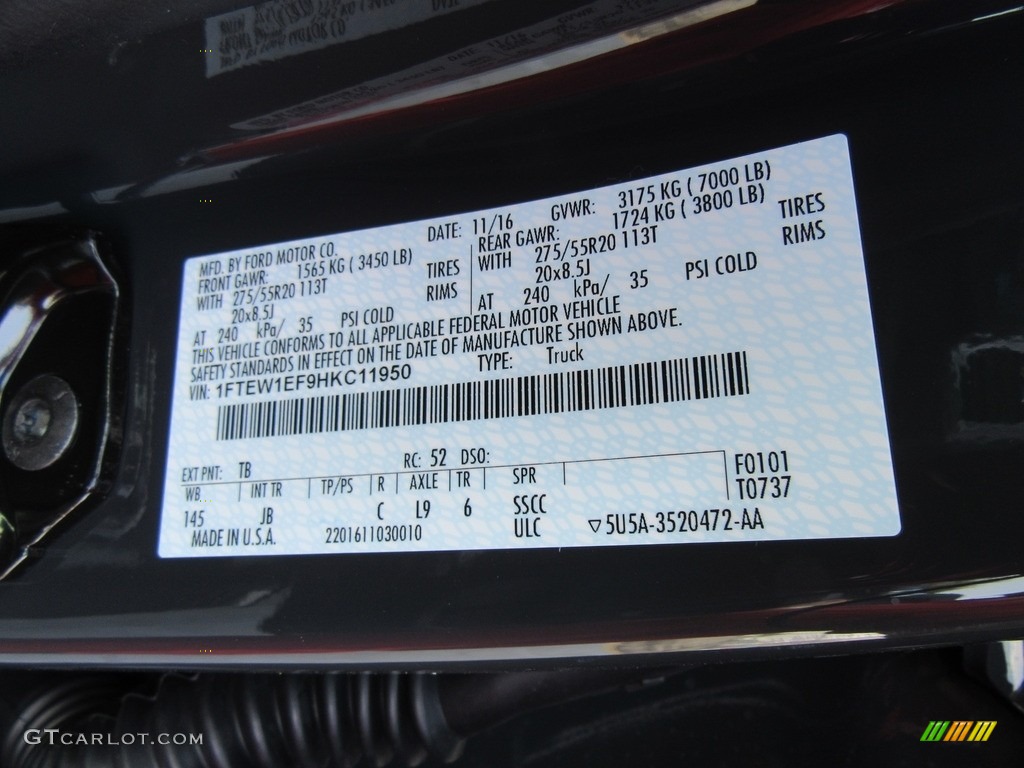 MFD. BY FORD MOTOR CO.
DATE: 11/16
GVWR: 3175 KG ( 7000 LB)
FRONT GAWR: 1565 KG ( 3450 LB)
REAR GAWR: 1724 KG ( 3800 LB)
WITH 275/55R20 113T TIRES
WITH 275/55R20 113T TIRES
20x8.5J RIMS
20x8.5J RIMS
AT 240 kPa/ 35 PSI COLD
AT 240 kPa/ 35 PSI COLD
THIS VEHICLE CONFORMS TO ALL APPLICABLE FEDERAL MOTOR VEHICLE
SAFETY STANDARDS IN EFFECT ON THE DATE OF MANUFACTURE SHOWN ABOVE.
VIN: 1FTEW1EF9HKC11950
TYPE: Truck
EXT PNT: TB
RC: 52 DSO:
WB INT TR TP/PS R AXLE TR SPR
F0101
T0737
145 JB C L9 6 SSCC
MADE IN U.S.A. 2201611030010 ULC ▽5U5A-3520472-AA
GTCARLOT.COM